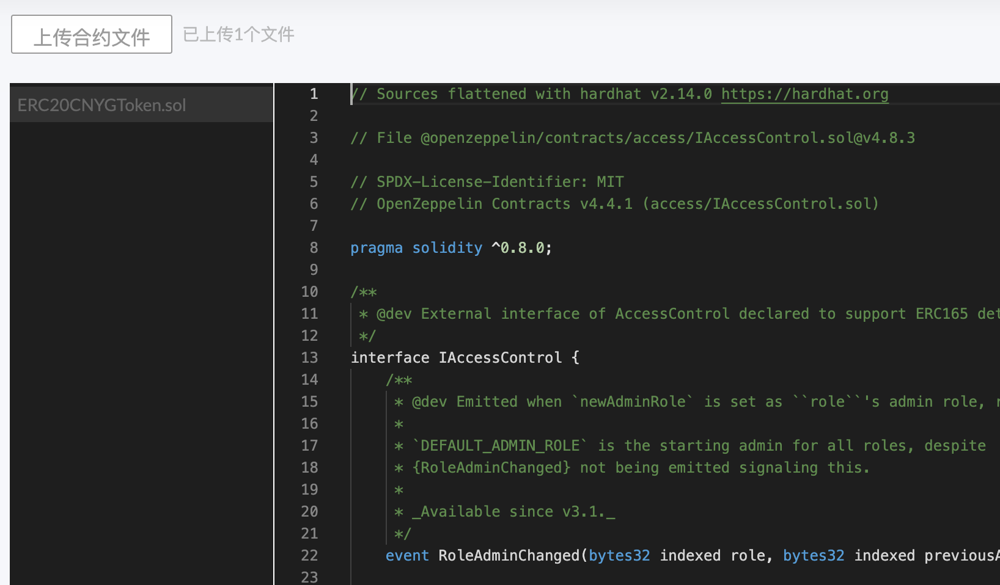 上传合约文件 已上传1个文件
ERC20CNYGToken.sol
1 // Sources flattened with hardhat v2.14.0 https://hardhat.org
2
3 // File @openzeppelin/contracts/access/IAccessControl.sol@v4.8.3
4
5 // SPDX-License-Identifier: MIT
6 // OpenZeppelin Contracts v4.4.1 (access/IAccessControl.sol)
7
8 pragma solidity ^0.8.0;
9
10 /**
11 * @dev External interface of AccessControl declared to support ERC165 det
12 */
13 interface IAccessControl {
14 /**
15 * @dev Emitted when `newAdminRole` is set as ``role``'s admin role, r
16 *
17 * `DEFAULT_ADMIN_ROLE` is the starting admin for all roles, despite
18 * {RoleAdminChanged} not being emitted signaling this.
19 *
20 * _Available since v3.1._
21 */
22 event RoleAdminChanged(bytes32 indexed role, bytes32 indexed previousA
23